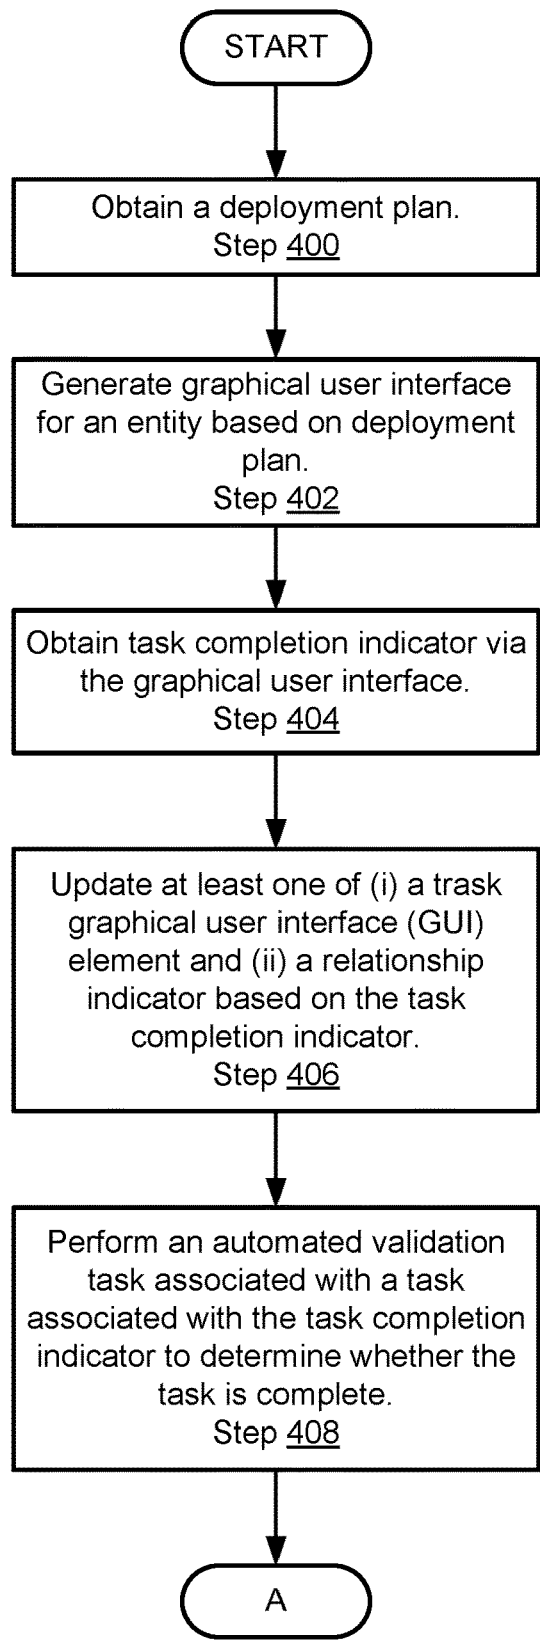 START
Obtain a deployment plan.
Step 400
Generate graphical user interface
for an entity based on deployment
plan.
Step 402
Obtain task completion indicator via
the graphical user interface.
Step 404
Update at least one of (i) a trask
graphical user interface (GUI)
element and (ii) a relationship
indicator based on the task
completion indicator.
Step 406
Perform an automated validation
task associated with a task
associated with the task completion
indicator to determine whether the
task is complete.
Step 408
A